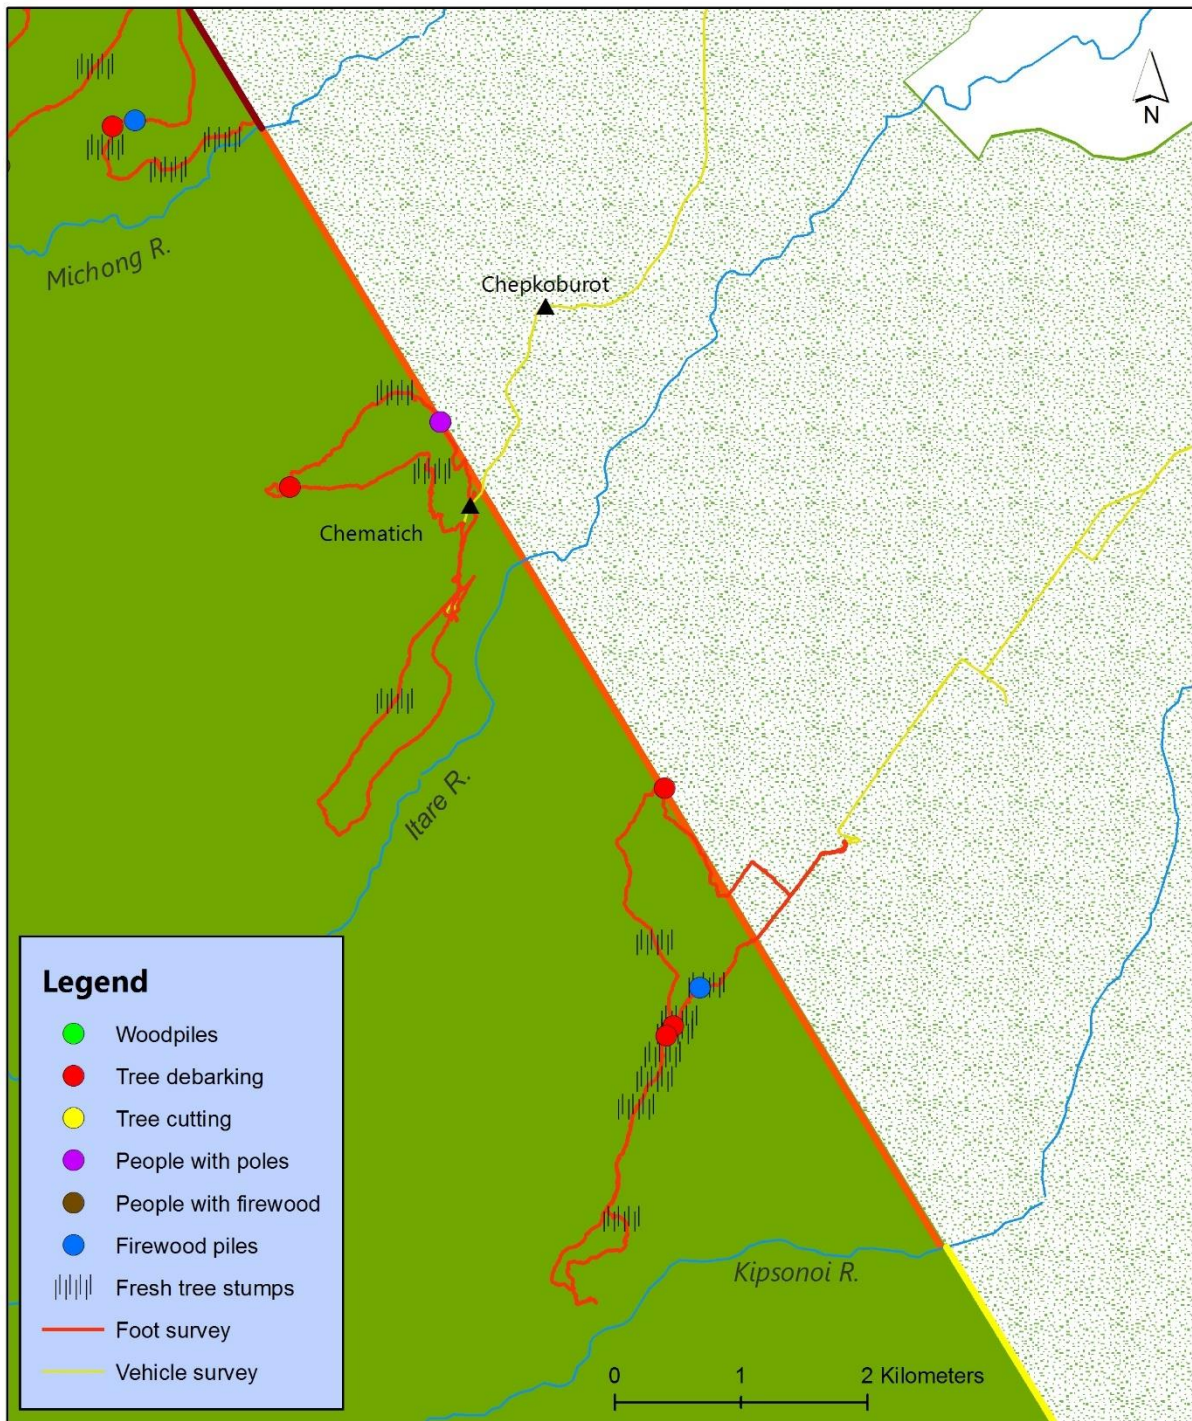 N
Michong R.
Chepkoburot
Chematich
Itare R.
Kipsonoi R.
Legend
Woodpiles
Tree debarking
Tree cutting
People with poles
People with firewood
Firewood piles
Fresh tree stumps
Foot survey
Vehicle survey
0 1 2 Kilometers